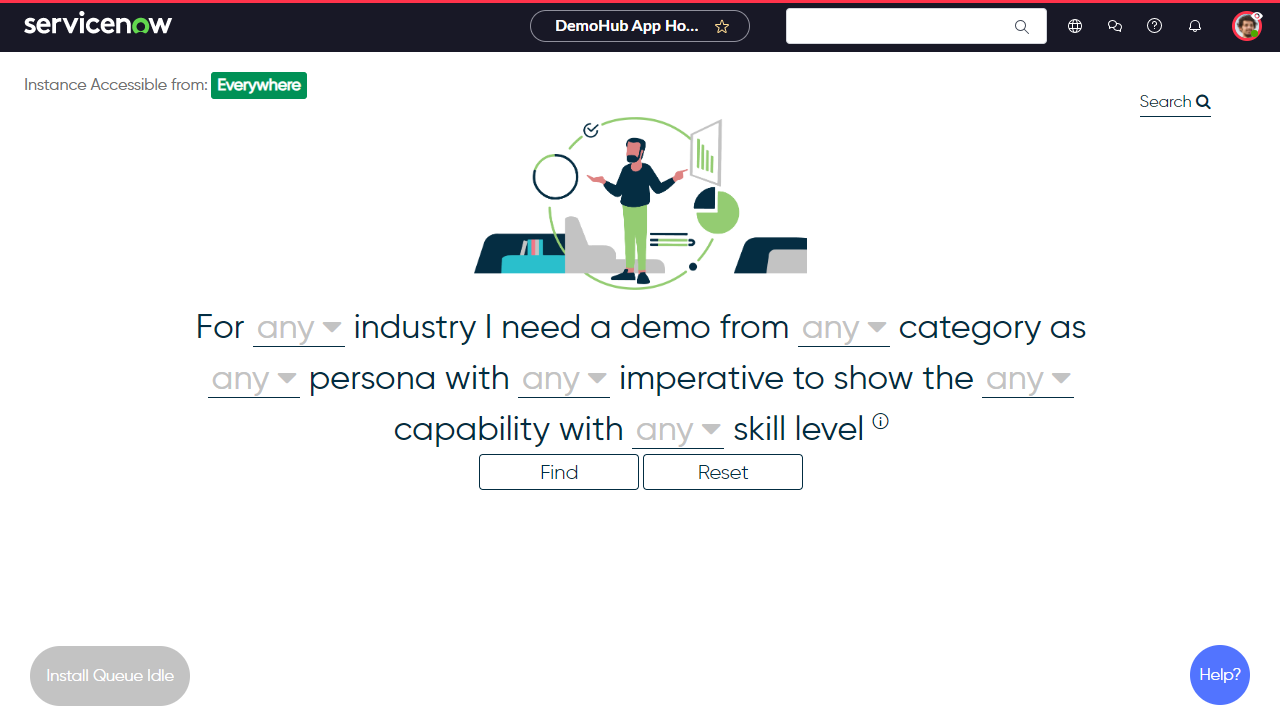 servicenow
DemoHub App Ho...
Instance Accessible from: Everywhere
Search
For any industry I need a demo from any category as
any persona with any imperative to show the any
capability with any skill level
Find Reset
Install Queue Idle
Help?